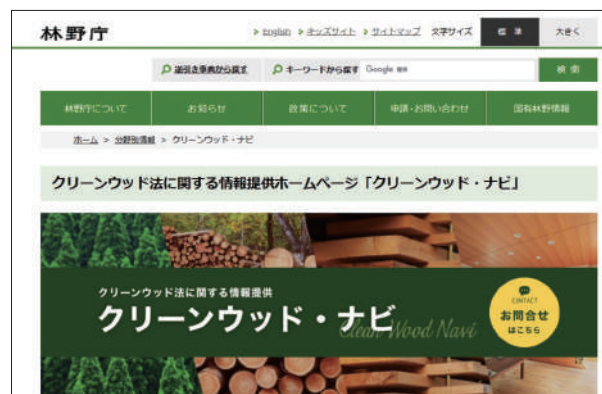 林野庁
English キッズサイト サイトマップ 文字サイズ 標準 大きく
逆引き事典から探す キーワードから探す Google 検索 検索
林野庁について お知らせ 政策について 申請・お問い合わせ 国有林野情報
ホーム > 分野別情報 > クリーンウッド・ナビ
クリーンウッド法に関する情報提供ホームページ「クリーンウッド・ナビ」
クリーンウッド法に関する情報提供
クリーンウッド・ナビ
Clean Wood Navi
CONTACT
お問合せ
はこちら